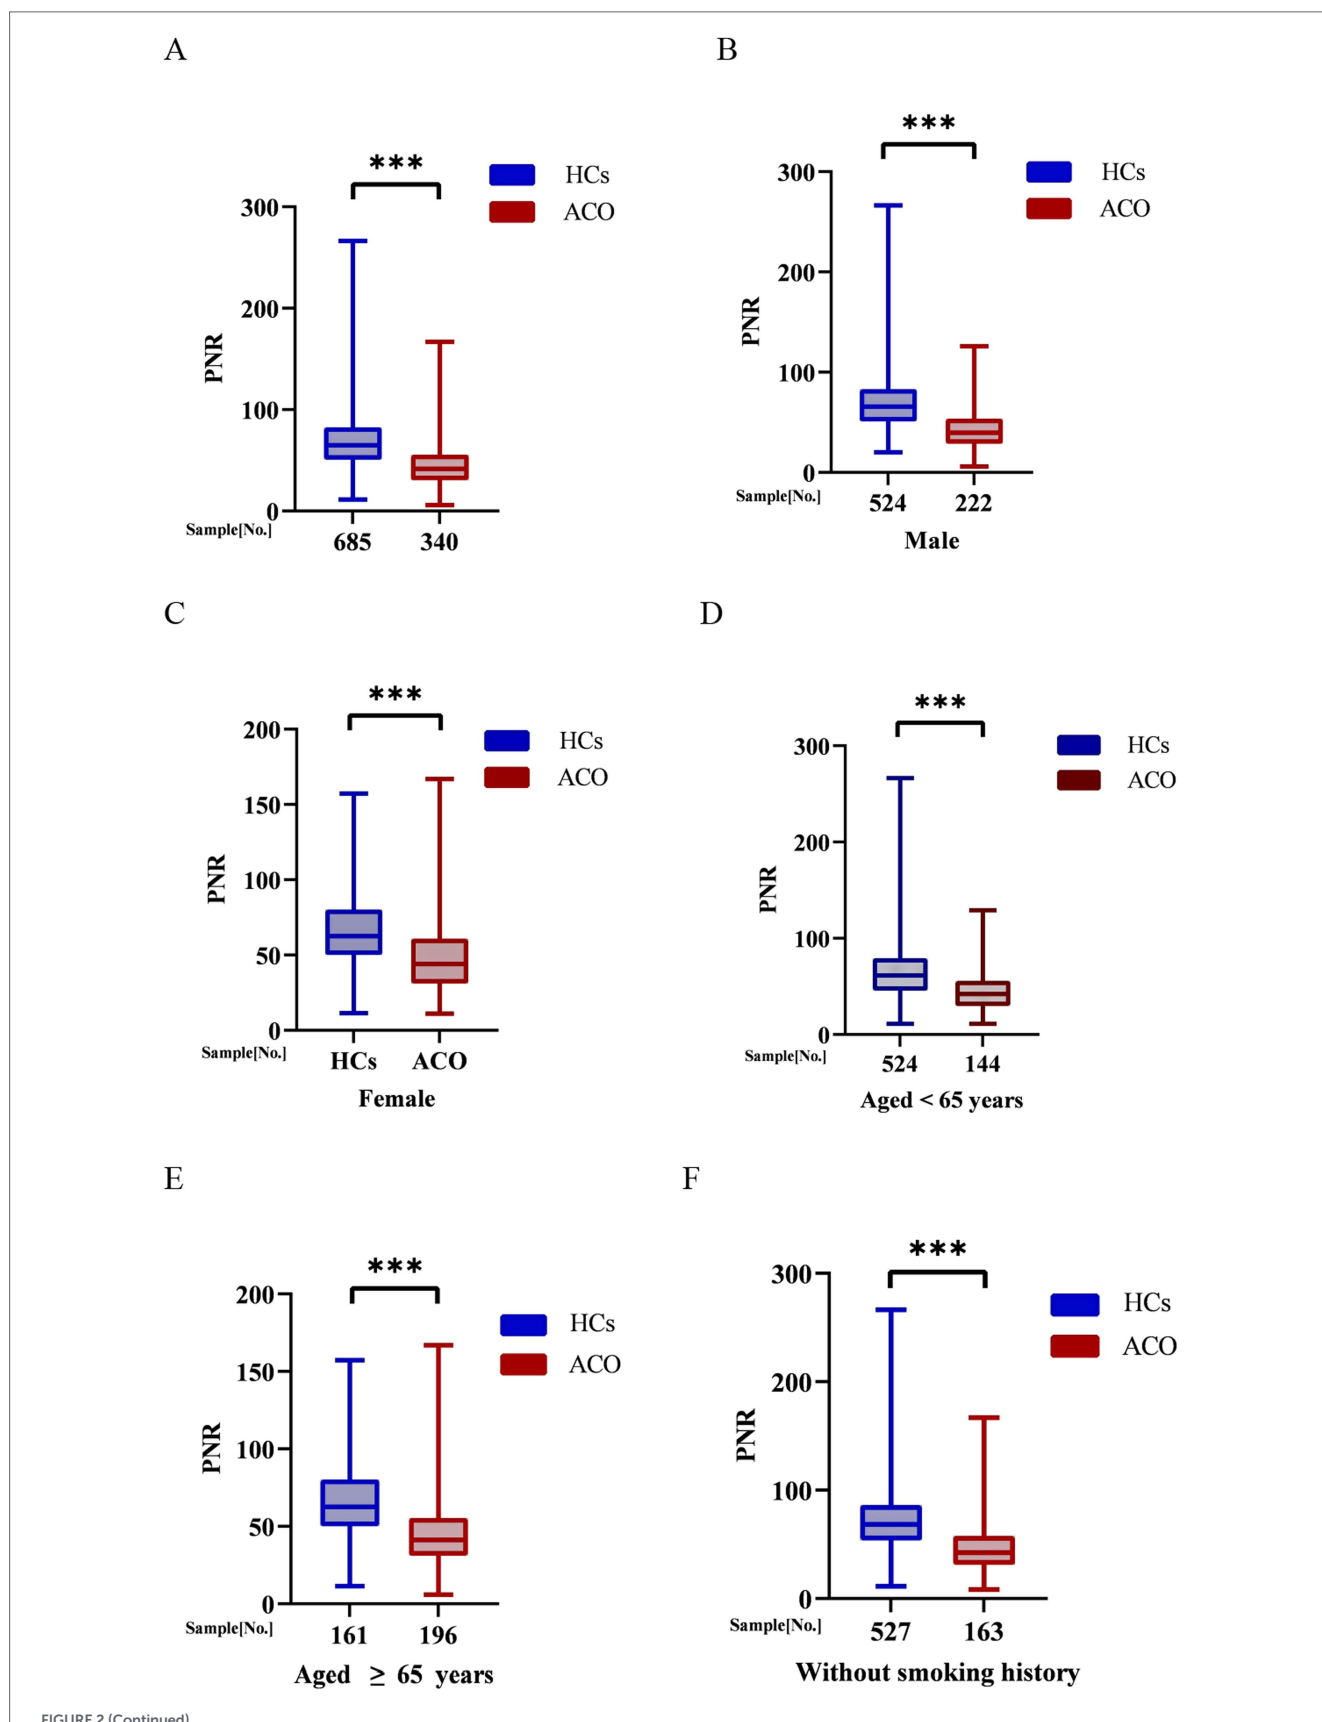 A
***
HCs
ACO
300
200
100
0
PNR
Sample[No.]
685 340
B
***
HCs
ACO
300
200
100
0
PNR
Sample[No.]
524 222
Male
C
***
HCs
ACO
200
150
100
50
0
PNR
Sample[No.]
HCs ACO
Female
D
***
HCs
ACO
300
200
100
0
PNR
Sample[No.]
524 144
Aged < 65 years
E
***
HCs
ACO
200
150
100
50
0
PNR
Sample[No.]
161 196
Aged ≥ 65 years
F
***
HCs
ACO
300
200
100
0
PNR
Sample[No.]
527 163
Without smoking history
FIGURE 2 (Continued)